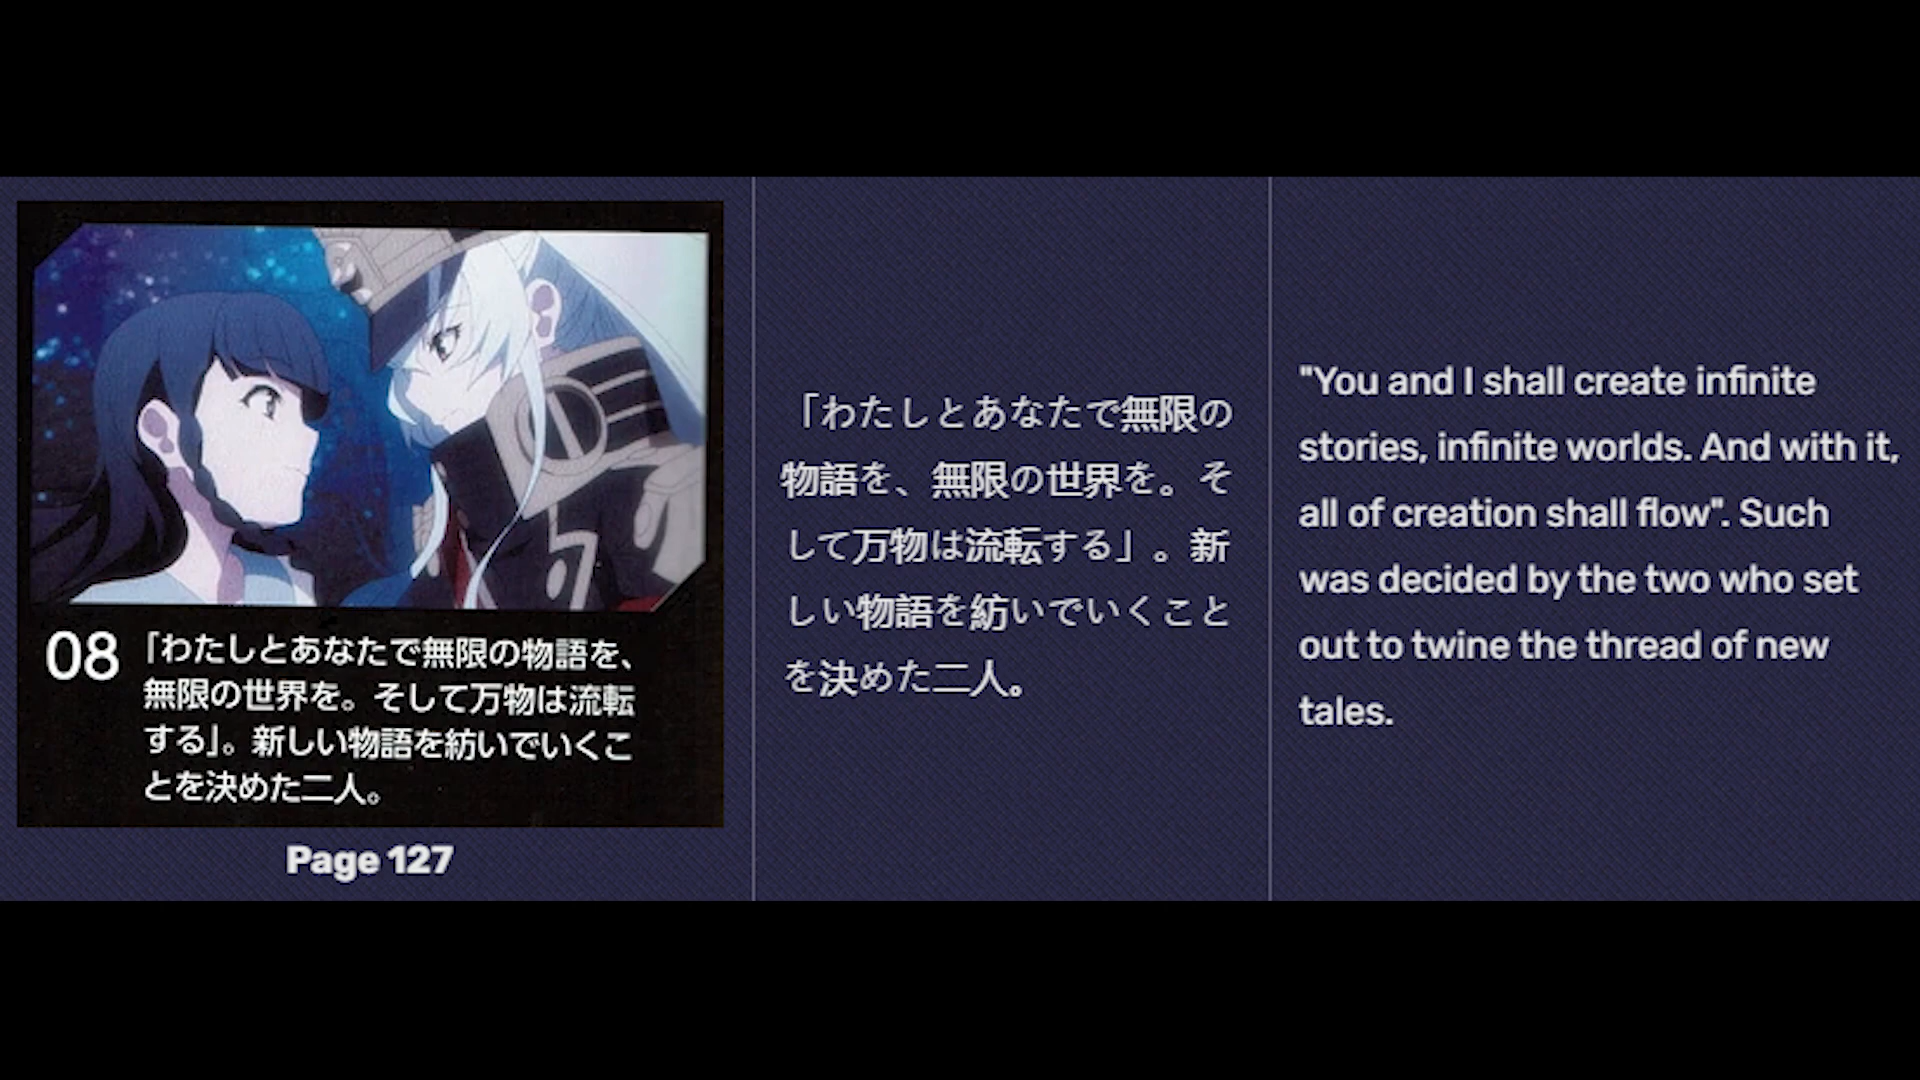 08
「わたしとあなたで無限の物語を、
無限の世界を。そして万物は流転
する」。新しい物語を紡いでいくこ
とを決めた二人。
Page 127
「わたしとあなたで無限の
物語を、無限の世界を。そ
して万物は流転する」。新
しい物語を紡いでいくこと
を決めた二人。
"You and I shall create infinite
stories, infinite worlds. And with it,
all of creation shall flow". Such
was decided by the two who set
out to twine the thread of new
tales.